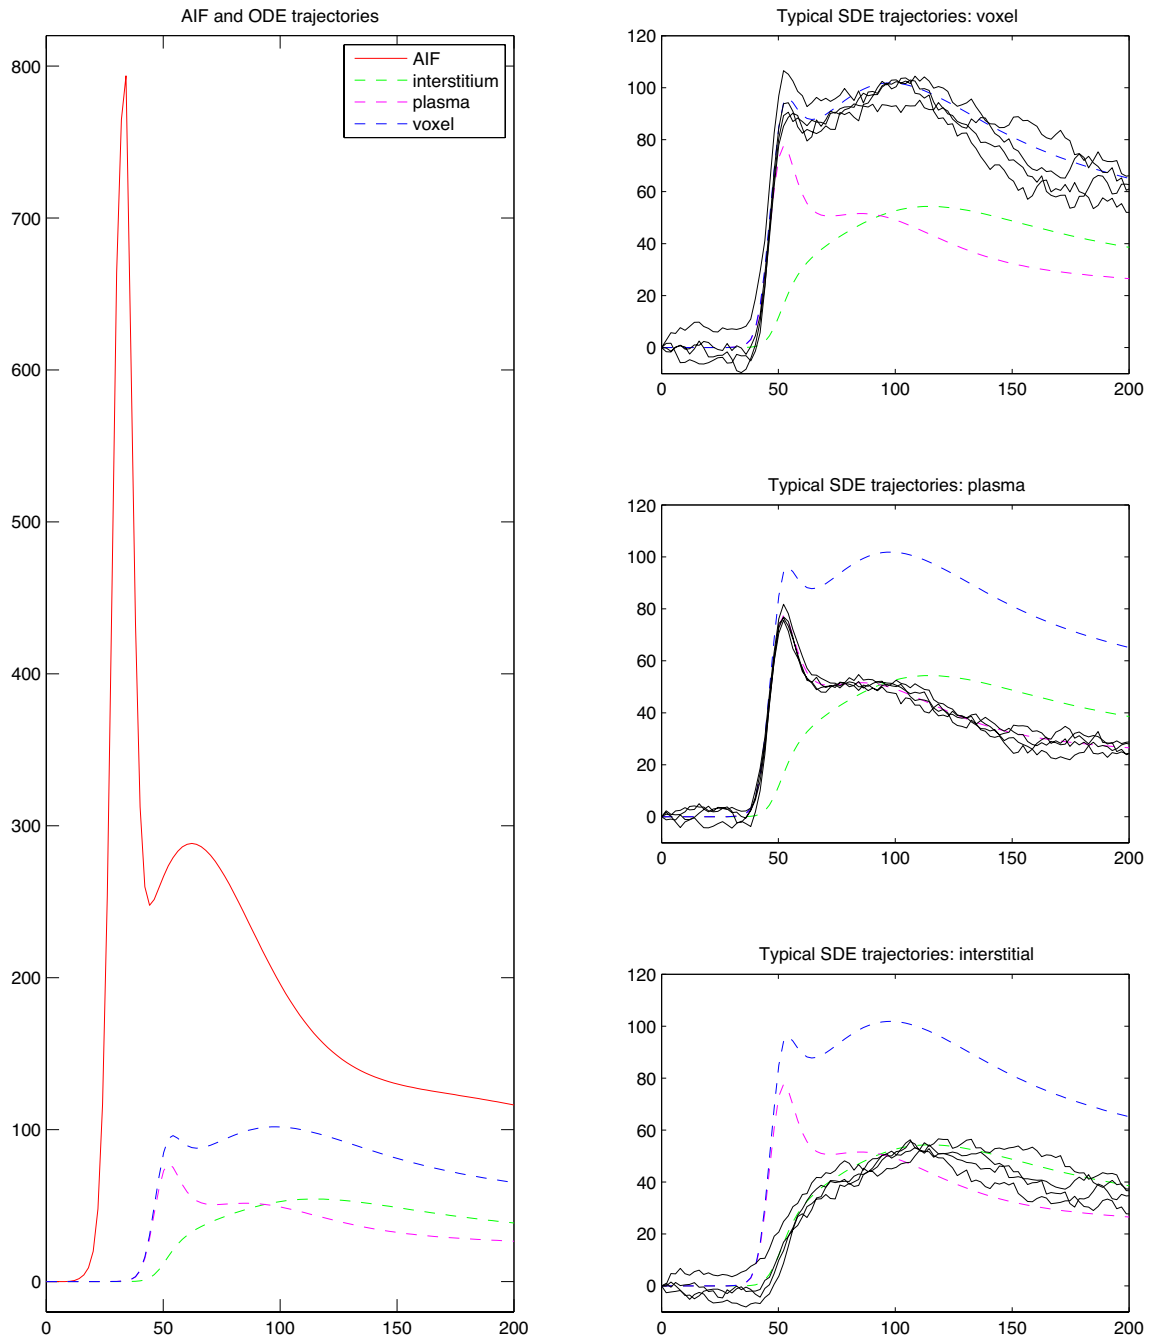 AIF and ODE trajectories
AIF
interstitium
plasma
voxel
800
700
600
500
400
300
200
100
0
0 50 100 150 200
Typical SDE trajectories: voxel
120
100
80
60
40
20
0
0 50 100 150 200
Typical SDE trajectories: plasma
120
100
80
60
40
20
0
0 50 100 150 200
Typical SDE trajectories: interstitial
120
100
80
60
40
20
0
0 50 100 150 200